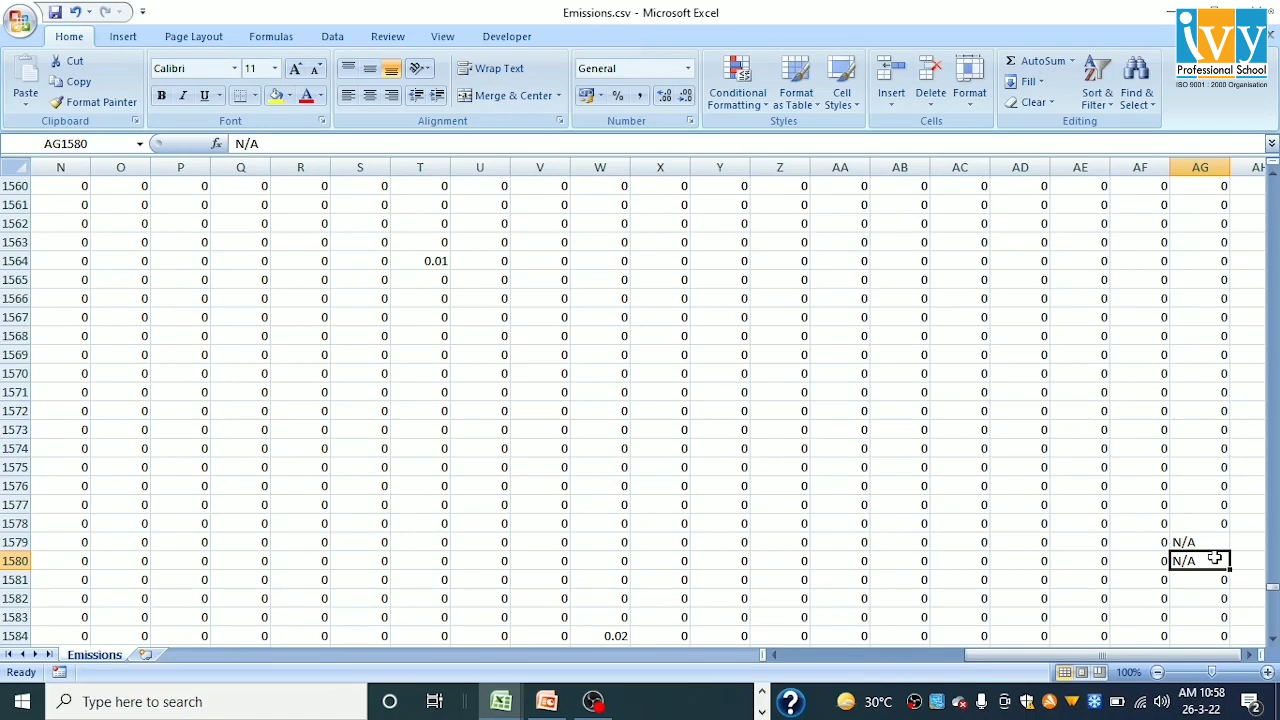 Emissions.csv - Microsoft Excel
ivy
Professional School
ISO 9001 : 2000 Organisation
Home Insert Page Layout Formulas Data Review View Developer
Paste
Cut
Copy
Format Painter
Clipboard
Calibri 11
B I U
Font
Wrap Text
Merge & Center
Alignment
General
Number
Conditional Formatting
Format as Table
Cell Styles
Styles
Insert Delete Format
Cells
AutoSum
Fill
Clear
Sort & Filter
Find & Select
Editing
AG1580 fx N/A
N O P Q R S T U V W X Y Z AA AB AC AD AE AF AG AH
1560 0 0 0 0 0 0 0 0 0 0 0 0 0 0 0 0 0 0 0 0
1561 0 0 0 0 0 0 0 0 0 0 0 0 0 0 0 0 0 0 0 0
1562 0 0 0 0 0 0 0 0 0 0 0 0 0 0 0 0 0 0 0 0
1563 0 0 0 0 0 0 0 0 0 0 0 0 0 0 0 0 0 0 0 0
1564 0 0 0 0 0 0 0.01 0 0 0 0 0 0 0 0 0 0 0 0 0
1565 0 0 0 0 0 0 0 0 0 0 0 0 0 0 0 0 0 0 0 0
1566 0 0 0 0 0 0 0 0 0 0 0 0 0 0 0 0 0 0 0 0
1567 0 0 0 0 0 0 0 0 0 0 0 0 0 0 0 0 0 0 0 0
1568 0 0 0 0 0 0 0 0 0 0 0 0 0 0 0 0 0 0 0 0
1569 0 0 0 0 0 0 0 0 0 0 0 0 0 0 0 0 0 0 0 0
1570 0 0 0 0 0 0 0 0 0 0 0 0 0 0 0 0 0 0 0 0
1571 0 0 0 0 0 0 0 0 0 0 0 0 0 0 0 0 0 0 0 0
1572 0 0 0 0 0 0 0 0 0 0 0 0 0 0 0 0 0 0 0 0
1573 0 0 0 0 0 0 0 0 0 0 0 0 0 0 0 0 0 0 0 0
1574 0 0 0 0 0 0 0 0 0 0 0 0 0 0 0 0 0 0 0 0
1575 0 0 0 0 0 0 0 0 0 0 0 0 0 0 0 0 0 0 0 0
1576 0 0 0 0 0 0 0 0 0 0 0 0 0 0 0 0 0 0 0 0
1577 0 0 0 0 0 0 0 0 0 0 0 0 0 0 0 0 0 0 0 0
1578 0 0 0 0 0 0 0 0 0 0 0 0 0 0 0 0 0 0 0 0
1579 0 0 0 0 0 0 0 0 0 0 0 0 0 0 0 0 0 0 0 N/A
1580 0 0 0 0 0 0 0 0 0 0 0 0 0 0 0 0 0 0 0 N/A
1581 0 0 0 0 0 0 0 0 0 0 0 0 0 0 0 0 0 0 0 0
1582 0 0 0 0 0 0 0 0 0 0 0 0 0 0 0 0 0 0 0 0
1583 0 0 0 0 0 0 0 0 0 0 0 0 0 0 0 0 0 0 0 0
1584 0 0 0 0 0 0 0 0 0 0.02 0 0 0 0 0 0 0 0 0 0
Emissions
Ready 100%
Type here to search
30°C
AM 10:58
26-3-22
2